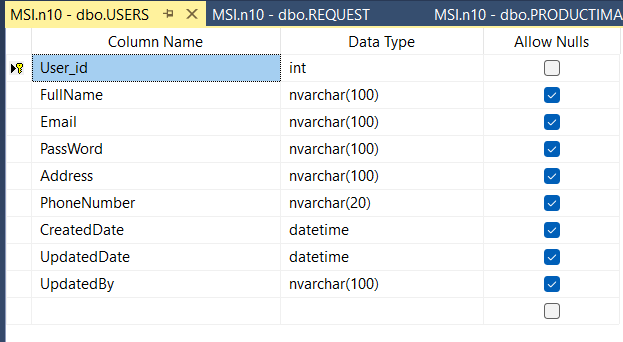 MSI.n10 - dbo.USERS MSI.n10 - dbo.REQUEST MSI.n10 - dbo.PRODUCTIMA
Column Name Data Type Allow Nulls
User_id int
FullName nvarchar(100)
Email nvarchar(100)
PassWord nvarchar(100)
Address nvarchar(100)
PhoneNumber nvarchar(20)
CreatedDate datetime
UpdatedDate datetime
UpdatedBy nvarchar(100)